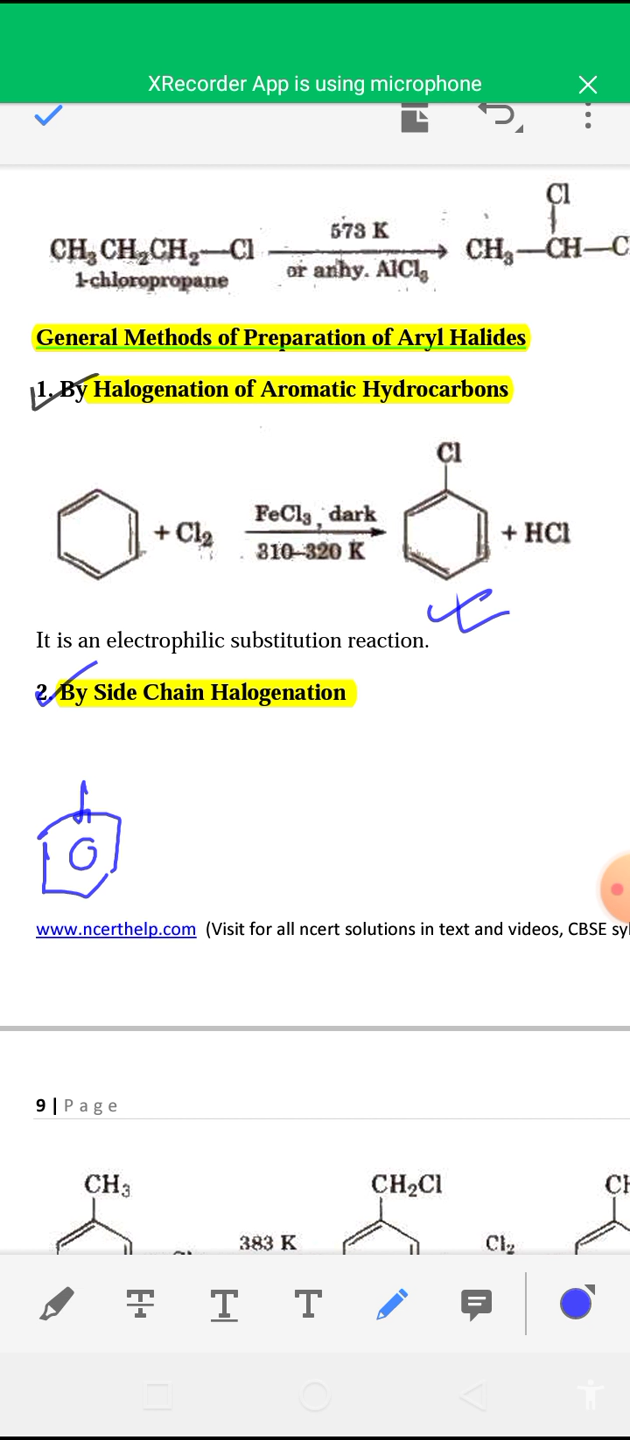 XRecorder App is using microphone
Cl
CH₃ CH₂CH₂—Cl 573 K CH₃—CH—C
1-chloropropane or anhy. AlCl₃
General Methods of Preparation of Aryl Halides
1. By Halogenation of Aromatic Hydrocarbons
Cl
+ Cl₂ FeCl₃, dark + HCl
310–320 K
It is an electrophilic substitution reaction.
2. By Side Chain Halogenation
www.ncerthelp.com (Visit for all ncert solutions in text and videos, CBSE syl
9 | Page
CH₃ CH₂Cl CH
383 K Cl₂